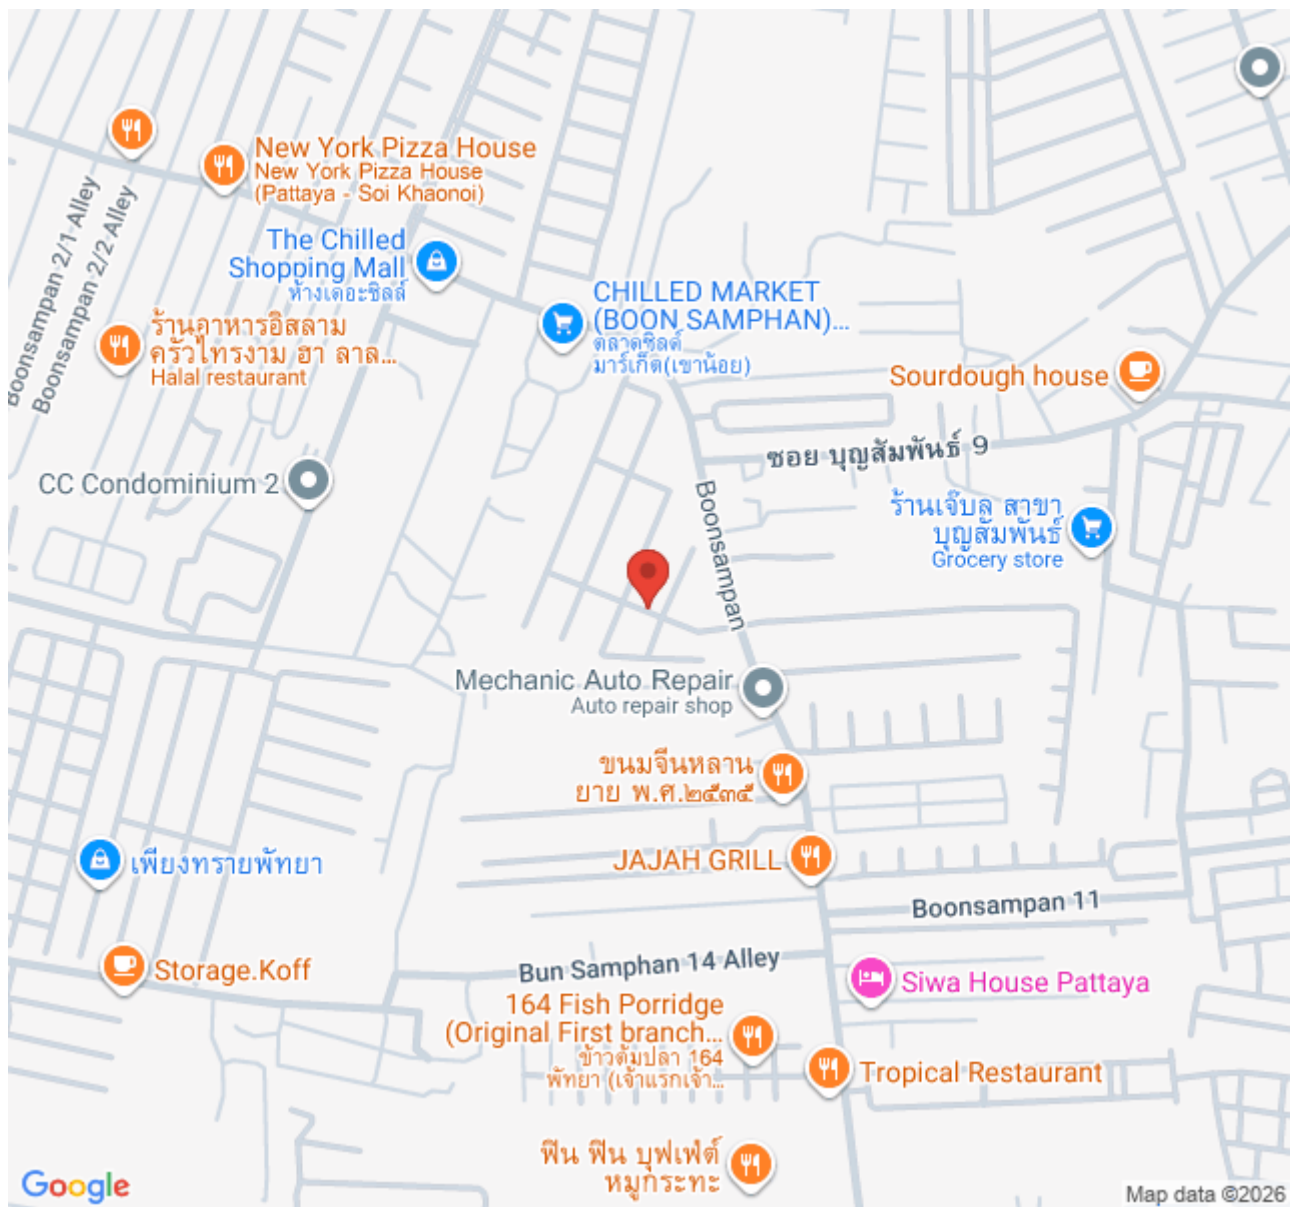 New York Pizza House
New York Pizza House
(Pattaya - Soi Khaonoi)
Boonsampan 2/1 Alley
Boonsampan 2/2 Alley
The Chilled
Shopping Mall
ห้างเดอะชิลล์
CHILLED MARKET
(BOON SAMPHAN)...
ตลาดชิลด์
มาร์เก็ต(เขาน้อย)
ร้านอาหารอิสลาม
ครัวไทรงาม ฮา ลาล...
Halal restaurant
Sourdough house
ซอย บุญสัมพันธ์ 9
CC Condominium 2
Boonsampan
ร้านเจ๊บล สาขา
บุญสัมพันธ์
Grocery store
Mechanic Auto Repair
Auto repair shop
ขนมจีนหลาน
ยาย พ.ศ.๒๕๓๕
เพียงทรายพัทยา
JAJAH GRILL
Boonsampan 11
Bun Samphan 14 Alley
Storage.Koff
Siwa House Pattaya
164 Fish Porridge
(Original First branch...
ข้าวต้มปลา 164
พัทยา (เจ้าแรกเจ้า...
Tropical Restaurant
ฟิน ฟิน บุฟเฟ่ต์
หมูกระทะ
Google
Map data ©2026